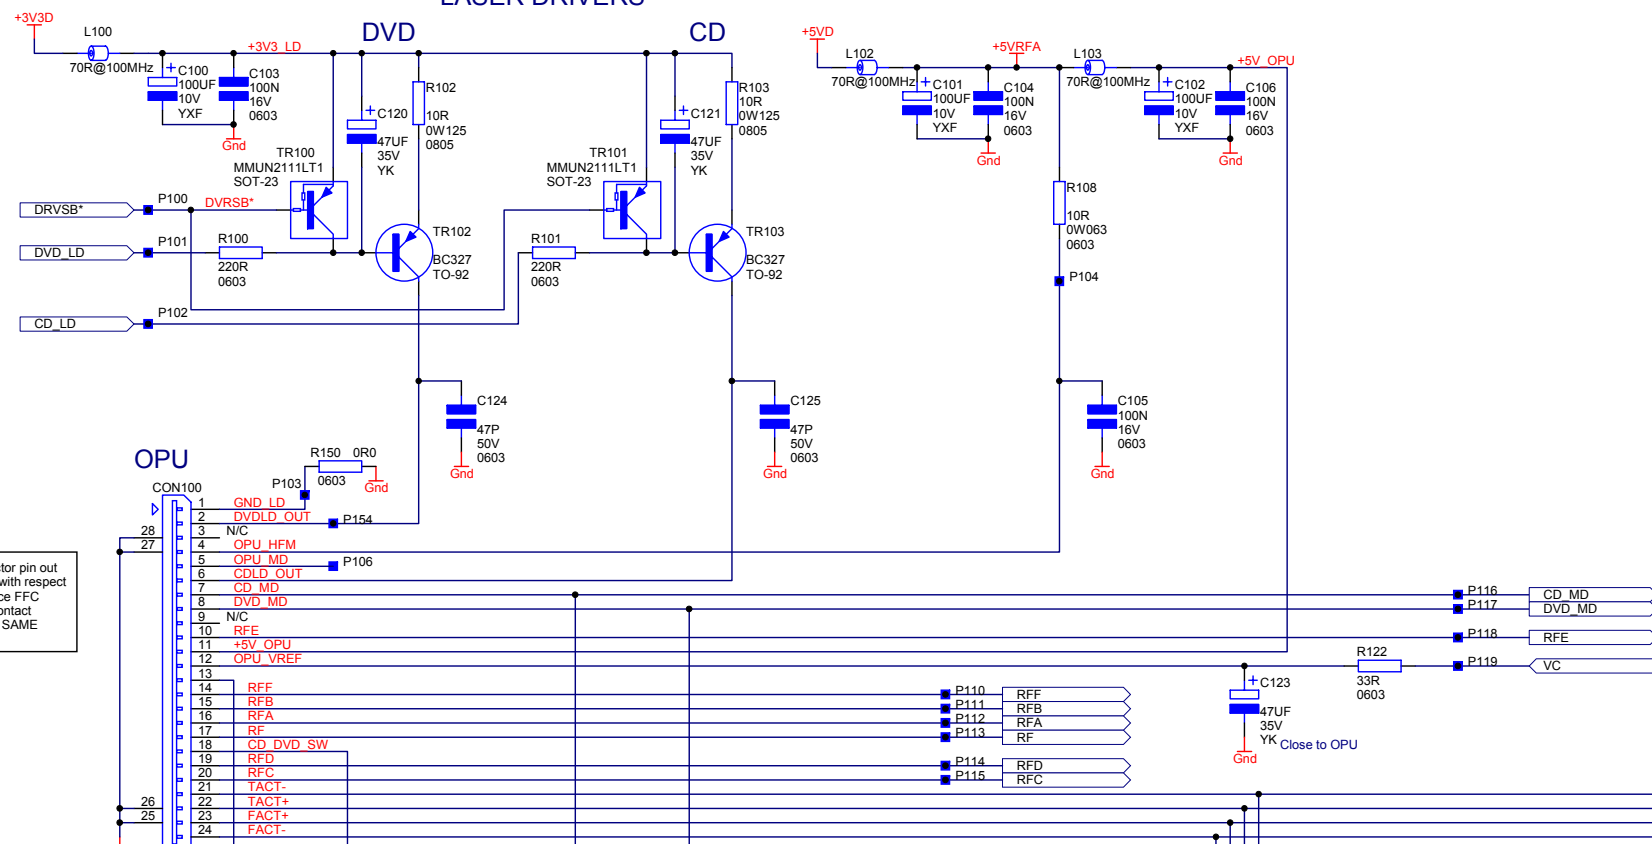 LASER DRIVERS
DVD
CD
+3V3D
L100
70R@100MHz
+3V3_LD
C100
100UF
10V
YXF
C103
100N
16V
0603
Gnd
+
C120
47UF
35V
YK
R102
10R
0W125
0805
TR100
MMUN2111LT1
SOT-23
+
C121
47UF
35V
YK
R103
10R
0W125
0805
TR101
MMUN2111LT1
SOT-23
+5VD
L102
70R@100MHz
+5VRFA
C101
100UF
10V
YXF
C104
100N
16V
0603
Gnd
L103
70R@100MHz
+5V_OPU
C102
100UF
10V
YXF
C106
100N
16V
0603
Gnd
DRVSB*
P100
DVRSB*
DVD_LD
P101
R100
220R
0603
TR102
BC327
TO-92
R101
220R
0603
TR103
BC327
TO-92
R108
10R
0W063
0603
P104
CD_LD
P102
C124
47P
50V
0603
Gnd
C125
47P
50V
0603
Gnd
C105
100N
16V
0603
Gnd
OPU
R150 0R0
0603
Gnd
P103
CON100
1 GND_LD
2 DVDLD_OUT P154
3 N/C
4 OPU_HFM
5 OPU_MD P106
6 CDLD_OUT
7 CD_MD P116 CD_MD
8 DVD_MD P117 DVD_MD
9 N/C
10 RFE P118 RFE
11 +5V_OPU
12 OPU_VREF R122 P119 VC
33R
0603
13
14 RFF P110 RFF
15 RFB P111 RFB
16 RFA P112 RFA
17 RF P113 RF
18 CD_DVD_SW
19 RFD P114 RFD
20 RFC P115 RFC
21 TACT-
22 TACT+
23 FACT+
24 FACT-
28
27
26
25
+
C123
47UF
35V
YK
Close to OPU
Gnd
tor pin out
with respect
ce FFC
ontact
SAME